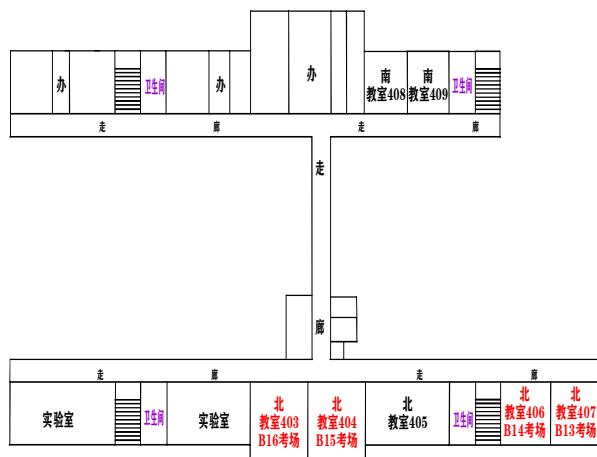 办
卫生间
办
办
南
教室408
南
教室409
卫生间
走
廊
走
廊
走
廊
走
廊
走
廊
实验室
卫生间
实验室
北
教室403
B16考场
北
教室404
B15考场
北
教室405
卫生间
北
教室406
B14考场
北
教室407
B13考场